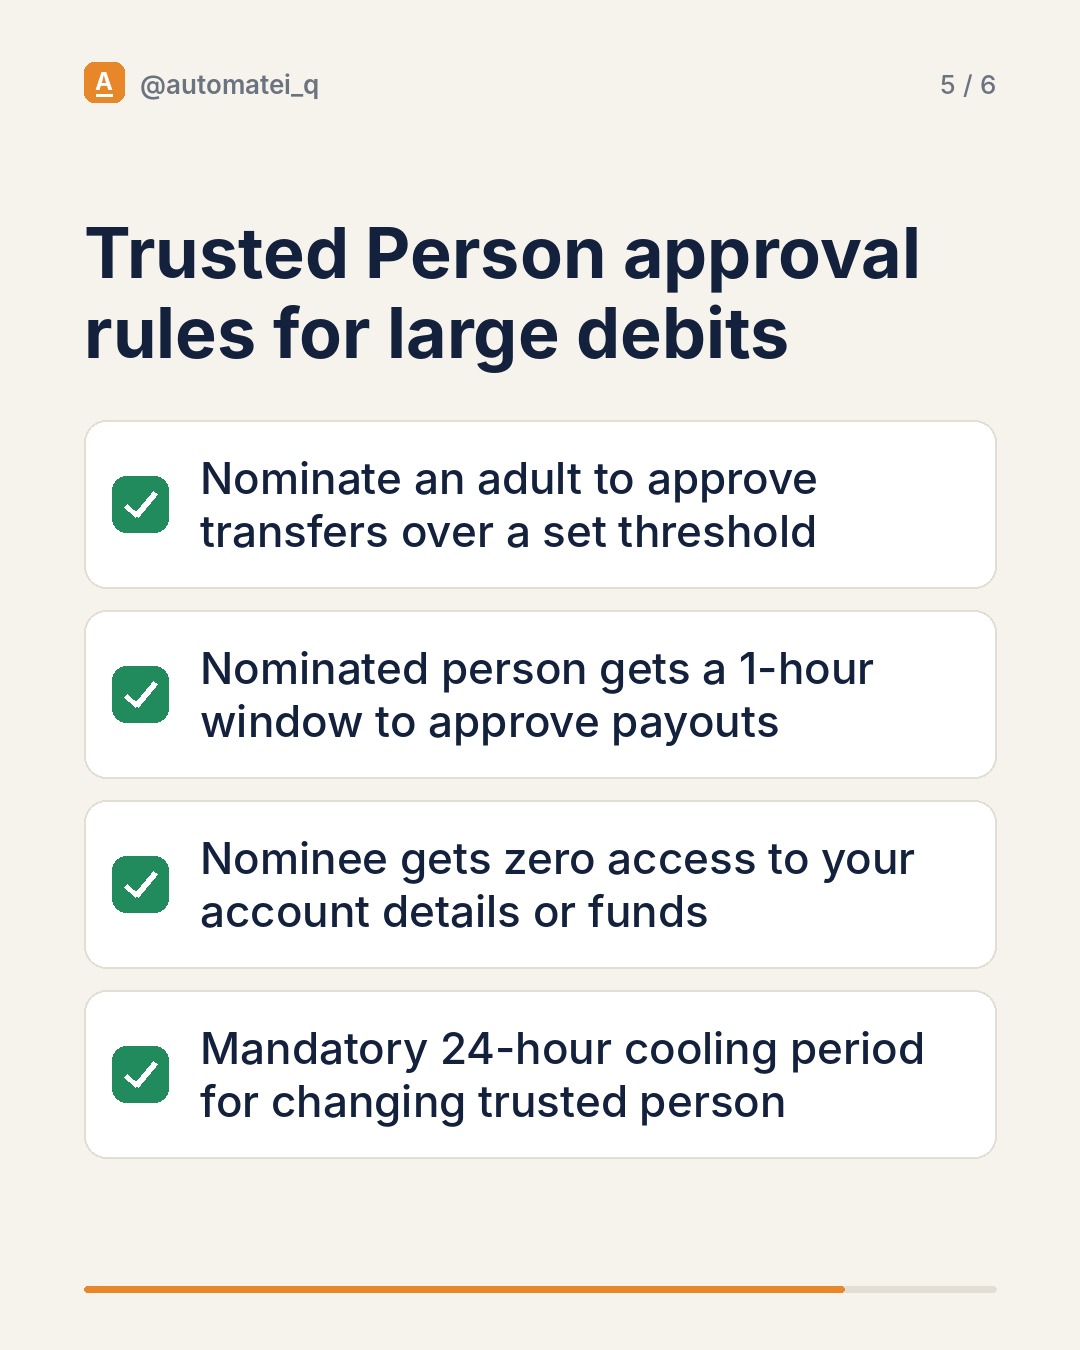 A
@automatei_q
5 / 6
Trusted Person approval
rules for large debits
Nominate an adult to approve
transfers over a set threshold
Nominated person gets a 1-hour
window to approve payouts
Nominee gets zero access to your
account details or funds
Mandatory 24-hour cooling period
for changing trusted person